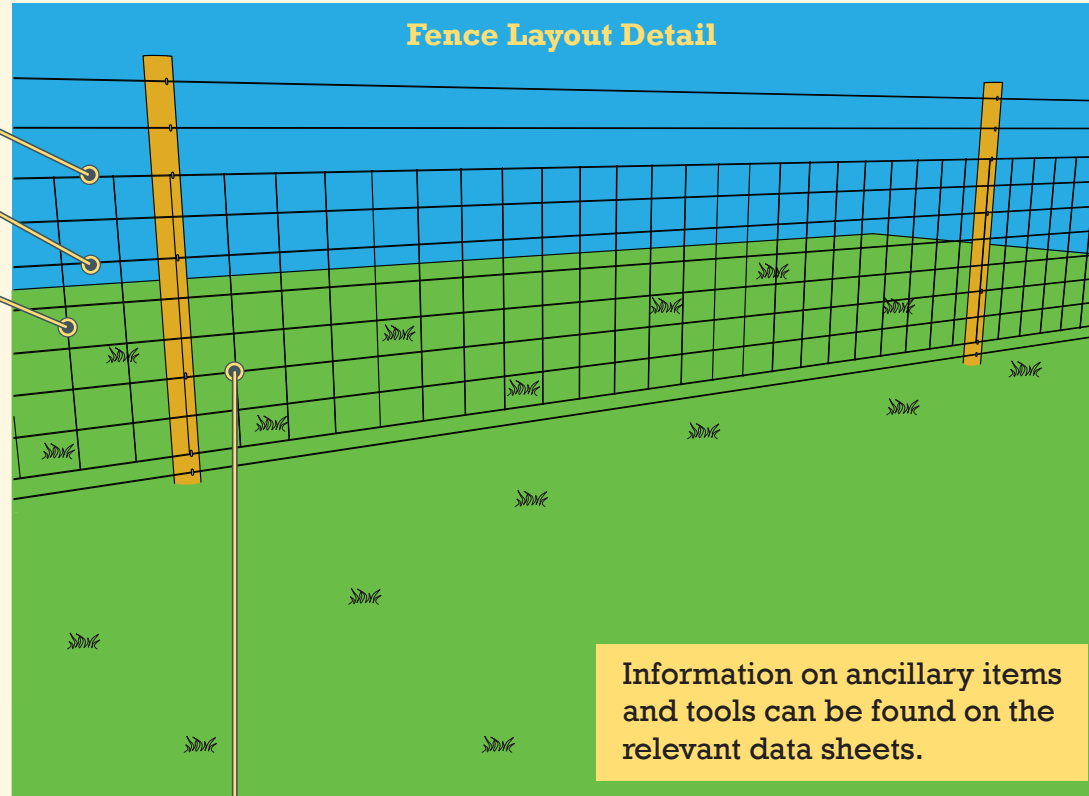 Fence Layout Detail
Information on ancillary items
and tools can be found on the
relevant data sheets.